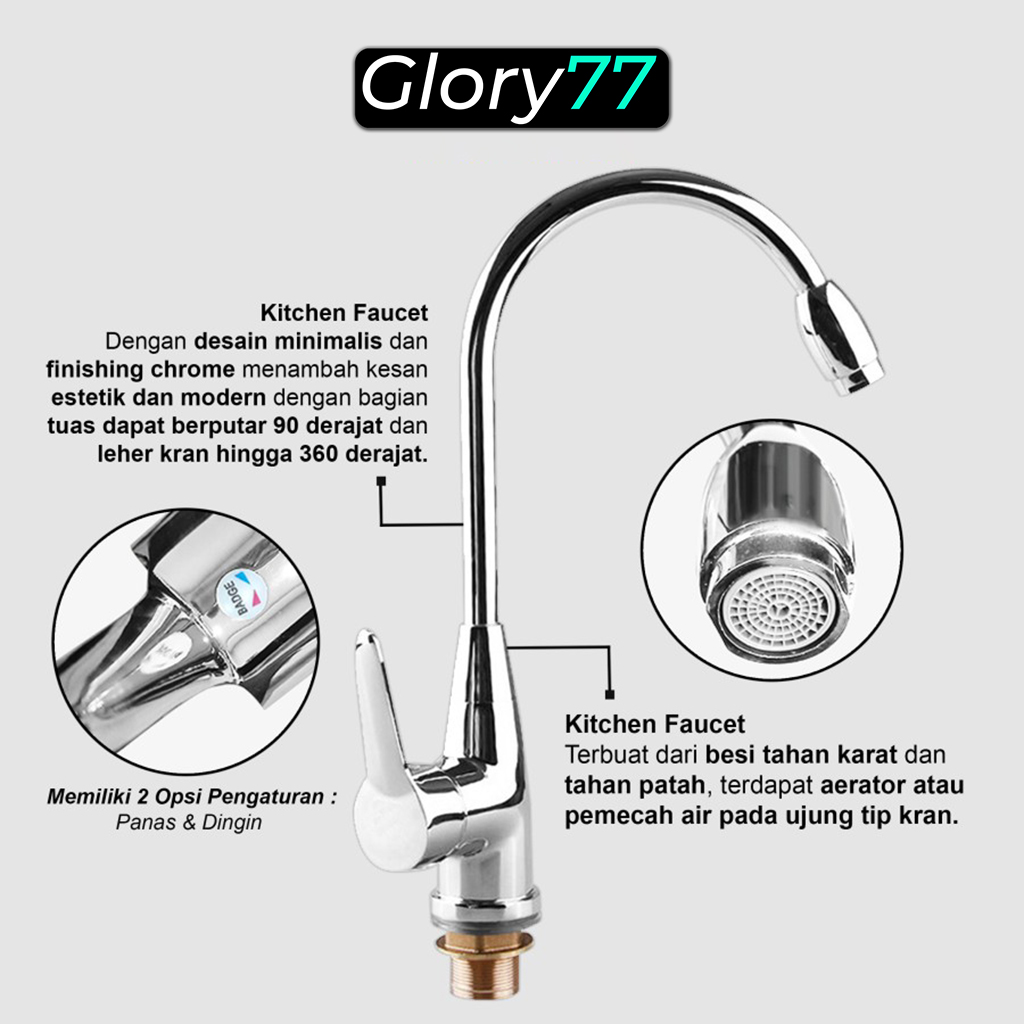 Glory77
Kitchen Faucet
Dengan desain minimalis dan
finishing chrome menambah kesan
estetik dan modern dengan bagian
tuas dapat berputar 90 derajat dan
leher kran hingga 360 derajat.
BADGE
Memiliki 2 Opsi Pengaturan :
Panas & Dingin
Kitchen Faucet
Terbuat dari besi tahan karat dan
tahan patah, terdapat aerator atau
pemecah air pada ujung tip kran.